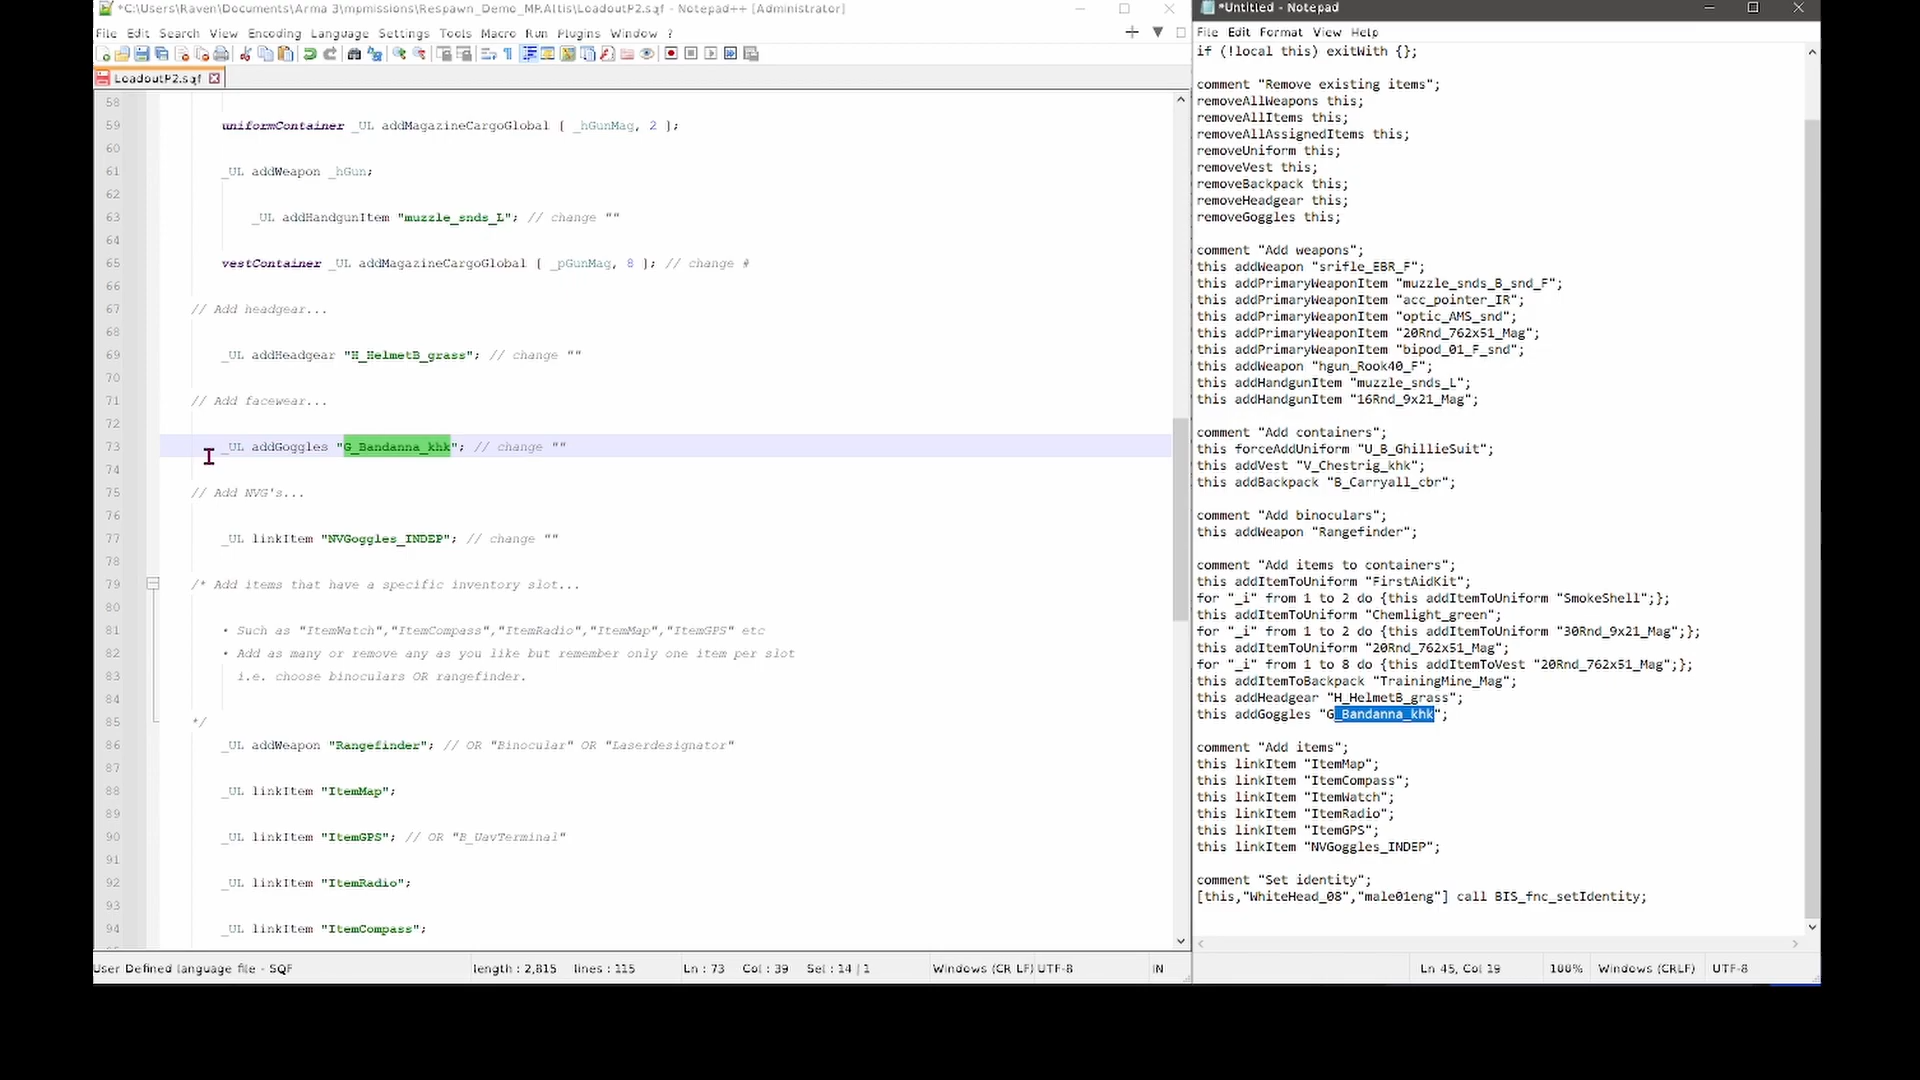 *C:\Users\Raven\Documents\Arma 3\mpmissions\Respawn_Demo_MP.Altis\LoadoutP2.sqf - Notepad++ [Administrator]
File Edit Search View Encoding Language Settings Tools Macro Run Plugins Window ?
LoadoutP2.sqf
58
59 uniformContainer _UL addMagazineCargoGlobal [ _hGunMag, 2 ];
60
61 _UL addWeapon _hGun;
62
63 _UL addHandgunItem "muzzle_snds_L"; // change ""
64
65 vestContainer _UL addMagazineCargoGlobal [ _pGunMag, 8 ]; // change #
66
67 // Add headgear...
68
69 _UL addHeadgear "H_HelmetB_grass"; // change ""
70
71 // Add facewear...
72
73 _UL addGoggles "G_Bandanna_khk"; // change ""
74
75 // Add NVG's...
76
77 _UL linkItem "NVGoggles_INDEP"; // change ""
78
79 /* Add items that have a specific inventory slot...
80
81 • Such as "ItemWatch","ItemCompass","ItemRadio","ItemMap","ItemGPS" etc
82 • Add as many or remove any as you like but remember only one item per slot
83 i.e. choose binoculars OR rangefinder.
84
85 */
86 _UL addWeapon "Rangefinder"; // OR "Binocular" OR "Laserdesignator"
87
88 _UL linkItem "ItemMap";
89
90 _UL linkItem "ItemGPS"; // OR "B_UavTerminal"
91
92 _UL linkItem "ItemRadio";
93
94 _UL linkItem "ItemCompass";
User Defined language file - SQF length : 2,815 lines : 115 Ln : 73 Col : 39 Sel : 14 | 1 Windows (CR LF) UTF-8 IN
*Untitled - Notepad
File Edit Format View Help
if (!local this) exitWith {};
comment "Remove existing items";
removeAllWeapons this;
removeAllItems this;
removeAllAssignedItems this;
removeUniform this;
removeVest this;
removeBackpack this;
removeHeadgear this;
removeGoggles this;
comment "Add weapons";
this addWeapon "srifle_EBR_F";
this addPrimaryWeaponItem "muzzle_snds_B_snd_F";
this addPrimaryWeaponItem "acc_pointer_IR";
this addPrimaryWeaponItem "optic_AMS_snd";
this addPrimaryWeaponItem "20Rnd_762x51_Mag";
this addPrimaryWeaponItem "bipod_01_F_snd";
this addWeapon "hgun_Rook40_F";
this addHandgunItem "muzzle_snds_L";
this addHandgunItem "16Rnd_9x21_Mag";
comment "Add containers";
this forceAddUniform "U_B_GhillieSuit";
this addVest "V_Chestrig_khk";
this addBackpack "B_Carryall_cbr";
comment "Add binoculars";
this addWeapon "Rangefinder";
comment "Add items to containers";
this addItemToUniform "FirstAidKit";
for "_i" from 1 to 2 do {this addItemToUniform "SmokeShell";};
this addItemToUniform "Chemlight_green";
for "_i" from 1 to 2 do {this addItemToUniform "30Rnd_9x21_Mag";};
this addItemToUniform "20Rnd_762x51_Mag";
for "_i" from 1 to 8 do {this addItemToVest "20Rnd_762x51_Mag";};
this addItemToBackpack "TrainingMine_Mag";
this addHeadgear "H_HelmetB_grass";
this addGoggles "G_Bandanna_khk";
comment "Add items";
this linkItem "ItemMap";
this linkItem "ItemCompass";
this linkItem "ItemWatch";
this linkItem "ItemRadio";
this linkItem "ItemGPS";
this linkItem "NVGoggles_INDEP";
comment "Set identity";
[this,"WhiteHead_08","male01eng"] call BIS_fnc_setIdentity;
Ln 45, Col 19 100% Windows (CRLF) UTF-8